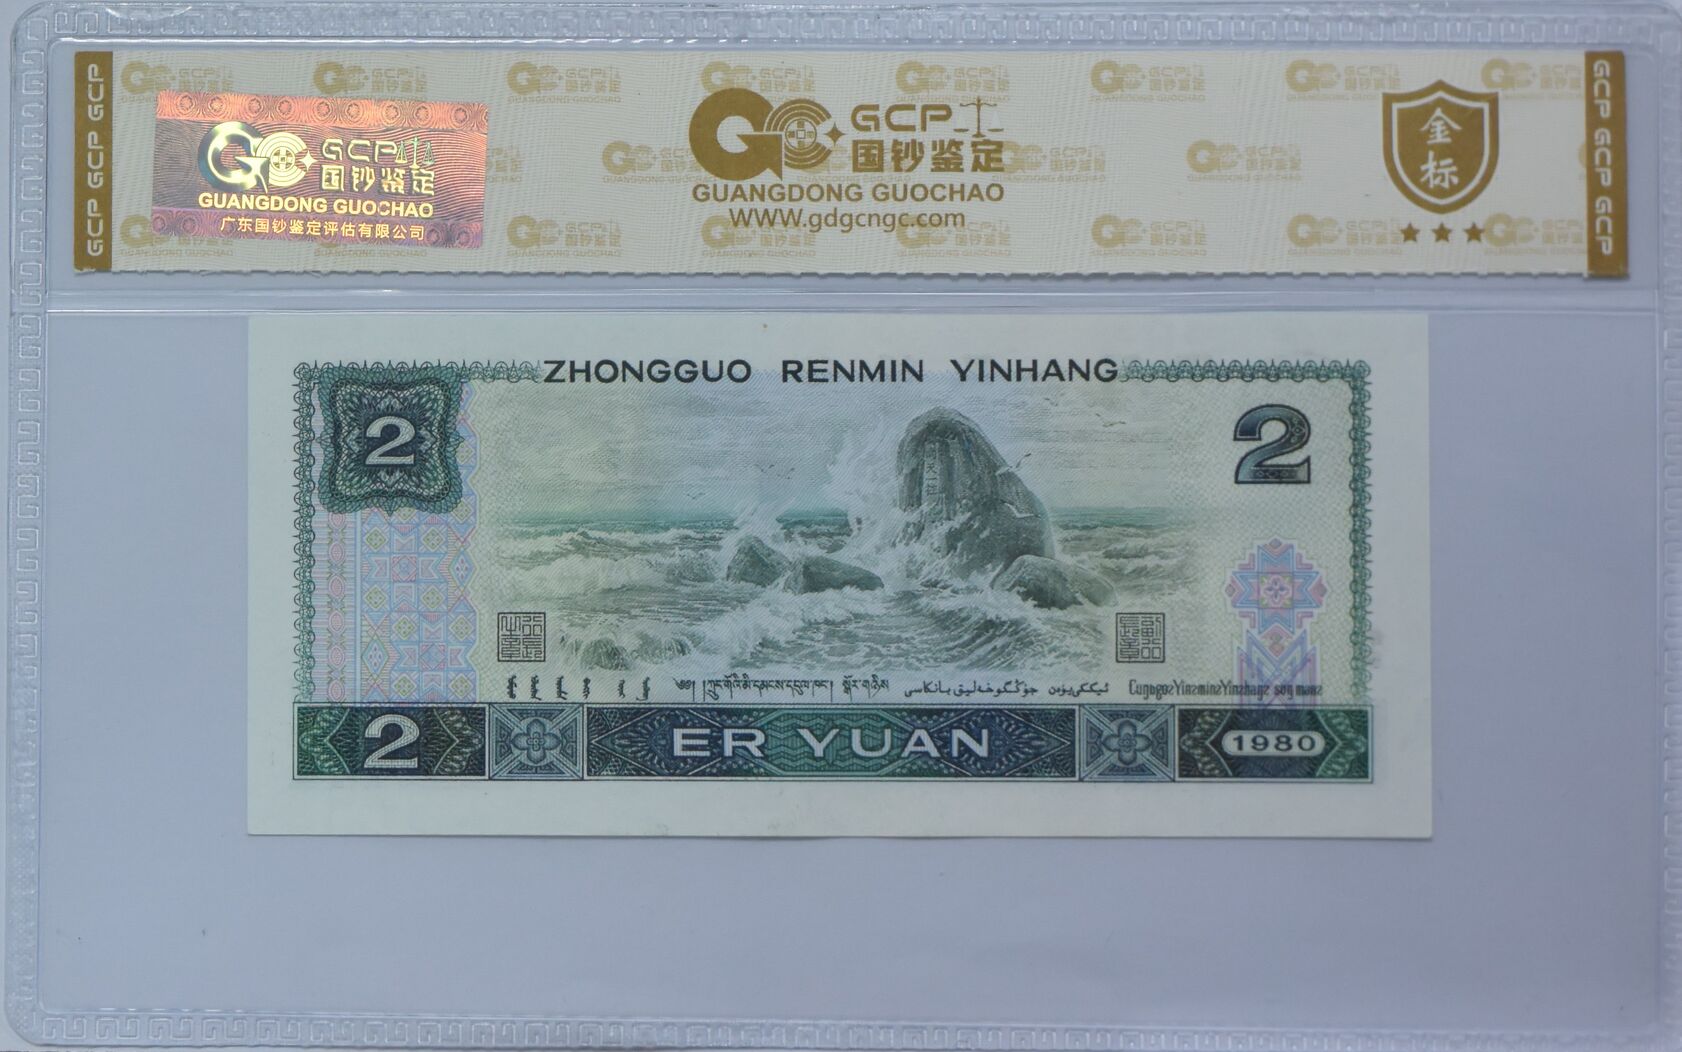 GCP GCP GCP
GCP
国钞鉴定
GUANGDONG GUOCHAO
广东国钞鉴定评估有限公司
GCP
国钞鉴定
GUANGDONG GUOCHAO
WWW.gdgcngc.com
金标
GCP GCP GCP
ZHONGGUO RENMIN YINHANG
2
2
2 ER YUAN 1980